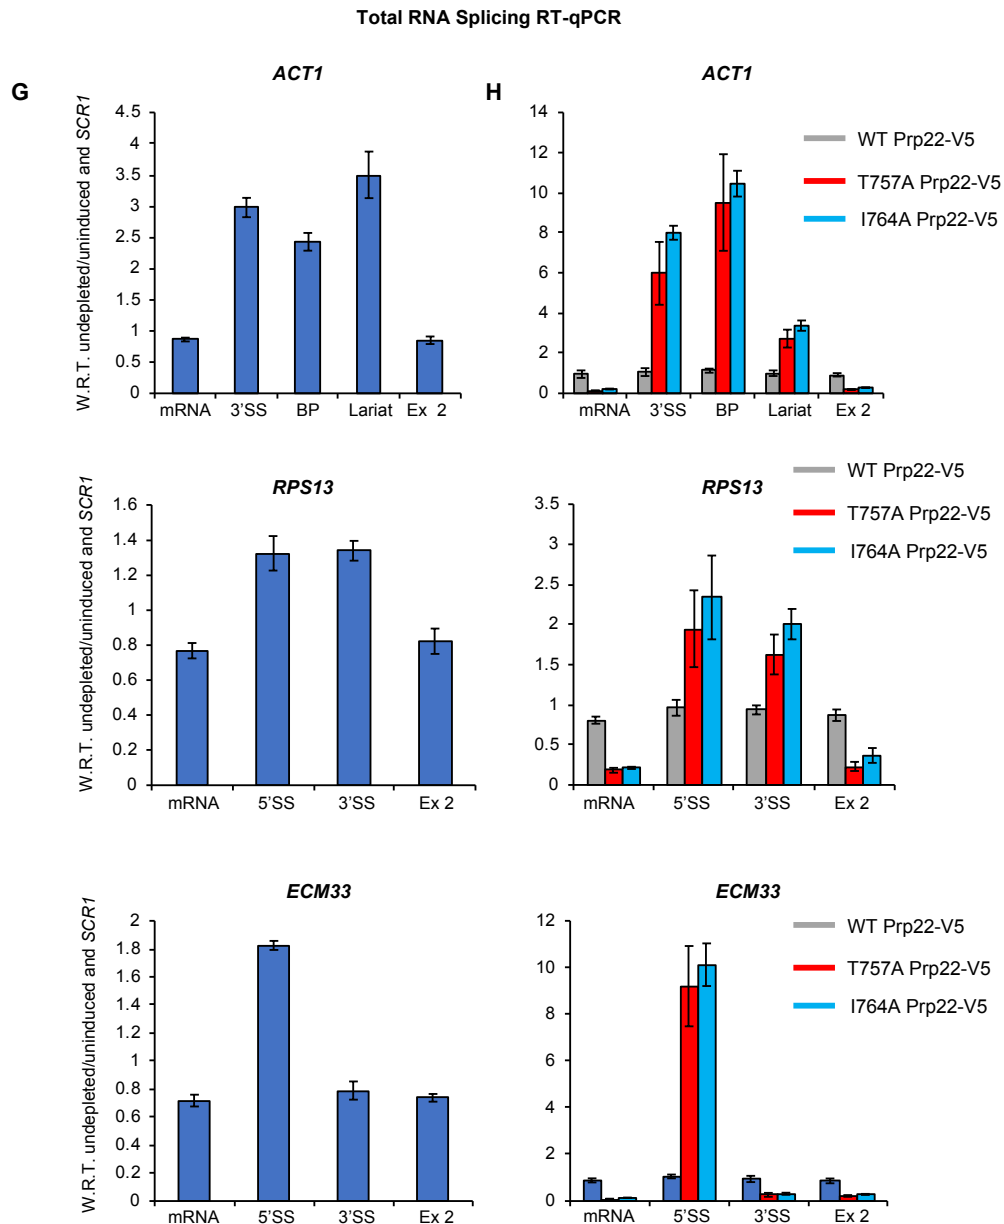 Total RNA Splicing RT-qPCR
G
ACT1
W.R.T. undepleted/uninduced and SCR1
4.5
4
3.5
3
2.5
2
1.5
1
0.5
0
mRNA 3'SS BP Lariat Ex 2
H
ACT1
14
12
10
8
6
4
2
0
mRNA 3'SS BP Lariat Ex 2
WT Prp22-V5
T757A Prp22-V5
I764A Prp22-V5
RPS13
W.R.T. undepleted/uninduced and SCR1
1.6
1.4
1.2
1
0.8
0.6
0.4
0.2
0
mRNA 5'SS 3'SS Ex 2
RPS13
3.5
3
2.5
2
1.5
1
0.5
0
mRNA 5'SS 3'SS Ex 2
WT Prp22-V5
T757A Prp22-V5
I764A Prp22-V5
ECM33
W.R.T. undepleted/uninduced and SCR1
2
1.8
1.6
1.4
1.2
1
0.8
0.6
0.4
0.2
0
mRNA 5'SS 3'SS Ex 2
ECM33
12
10
8
6
4
2
0
mRNA 5'SS 3'SS Ex 2
WT Prp22-V5
T757A Prp22-V5
I764A Prp22-V5